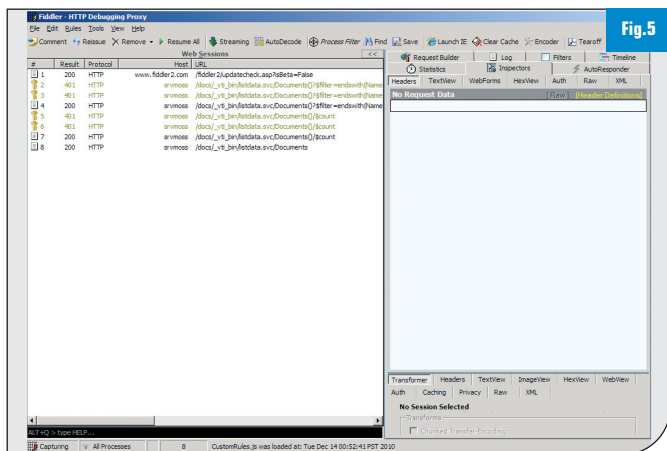 Fiddler - HTTP Debugging Proxy
Fig.5
File Edit Rules Tools View Help
Comment Reissue Remove Resume All Streaming AutoDecode Process Filter Find Save Launch IE Clear Cache Encoder Tearoff
Web Sessions <<
# Result Protocol Host URL
1 200 HTTP www.fiddler2.com /fiddler2/updatecheck.asp?isBeta=False
2 401 HTTP srvmoss /docs/_vti_bin/listdata.svc/Documents()?$filter=endswith(Name
3 401 HTTP srvmoss /docs/_vti_bin/listdata.svc/Documents()?$filter=endswith(Name
4 200 HTTP srvmoss /docs/_vti_bin/listdata.svc/Documents()?$filter=endswith(Name
5 401 HTTP srvmoss /docs/_vti_bin/listdata.svc/Documents()/$count
6 401 HTTP srvmoss /docs/_vti_bin/listdata.svc/Documents()/$count
7 200 HTTP srvmoss /docs/_vti_bin/listdata.svc/Documents()/$count
8 200 HTTP srvmoss /docs/_vti_bin/listdata.svc/Documents
Request Builder Log Filters Timeline
Statistics Inspectors AutoResponder
Headers TextView WebForms HexView Auth Raw XML
No Request Data [Raw] [Header Definitions]
Transformer Headers TextView ImageView HexView WebView
Auth Caching Privacy Raw XML
No Session Selected
Transforms
Chunked Transfer-Encoding
ALT+Q > type HELP...
Capturing All Processes 8 CustomRules.js was loaded at: Tue Dec 14 00:52:41 PST 2010